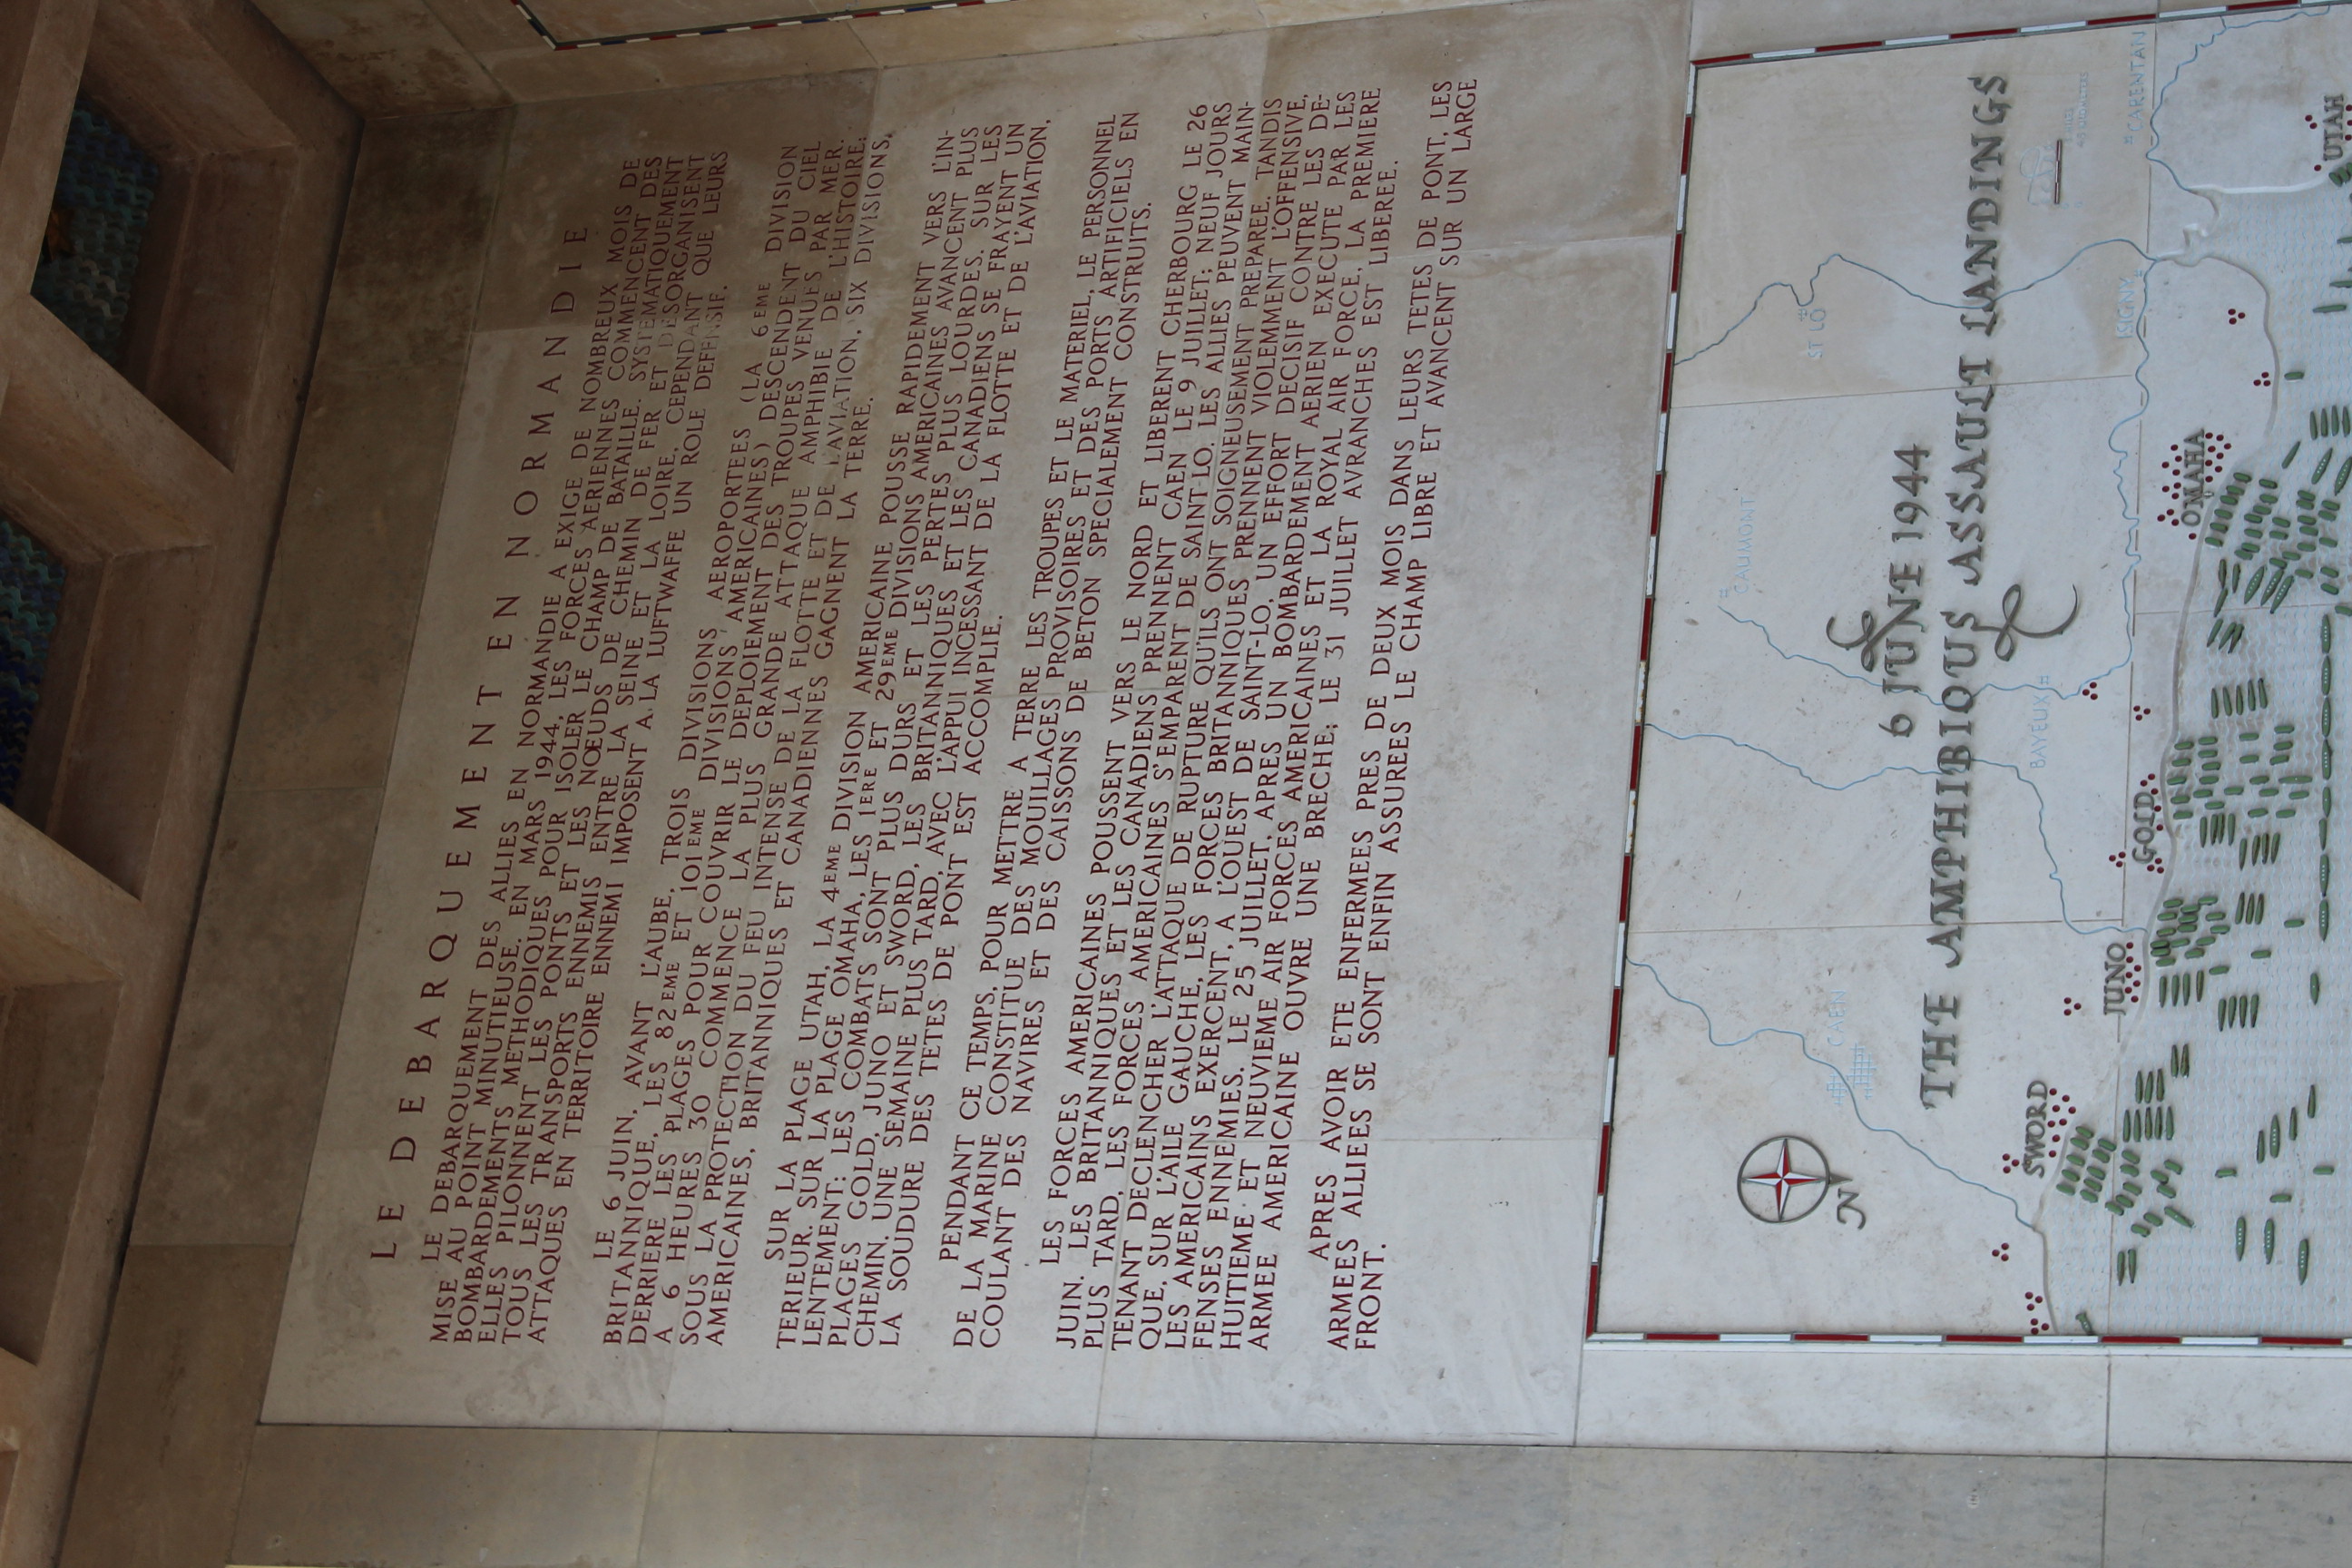 LE DEBARQUEMENT EN NORMANDIE
LE DEBARQUEMENT DES ALLIES EN NORMANDIE A EXIGE DE NOMBREUX MOIS DE
MISE AU POINT MINUTIEUSE. EN MARS 1944, LES FORCES AERIENNES COMMENCENT DES
BOMBARDEMENTS METHODIQUES POUR ISOLER LE CHAMP DE BATAILLE. SYSTEMATIQUEMENT
ELLES PILONNENT LES PONTS ET LES NŒUDS DE CHEMIN DE FER ET DESORGANISENT
TOUS LES TRANSPORTS ENNEMIS ENTRE LA SEINE ET LA LOIRE, CEPENDANT QUE LEURS
ATTAQUES EN TERRITOIRE ENNEMI IMPOSENT A LA LUFTWAFFE UN ROLE DEFENSIF.
LE 6 JUIN, AVANT L'AUBE, TROIS DIVISIONS AEROPORTEES (LA 6EME DIVISION
BRITANNIQUE, LES 82EME ET 101EME DIVISIONS AMERICAINES) DESCENDENT DU CIEL
DERRIERE LES PLAGES POUR COUVRIR LE DEPLOIEMENT DES TROUPES VENUES PAR MER.
A 6 HEURES 30 COMMENCE LA PLUS GRANDE ATTAQUE AMPHIBIE DE L'HISTOIRE;
SOUS LA PROTECTION DU FEU INTENSE DE LA FLOTTE ET DE L'AVIATION, SIX DIVISIONS,
AMERICAINES, BRITANNIQUES ET CANADIENNES GAGNENT LA TERRE.
SUR LA PLAGE UTAH, LA 4EME DIVISION AMERICAINE POUSSE RAPIDEMENT VERS L'IN-
TERIEUR. SUR LA PLAGE OMAHA, LES 1ERE ET 29EME DIVISIONS AMERICAINES AVANCENT PLUS
LENTEMENT; LES COMBATS SONT PLUS DURS ET LES PERTES PLUS LOURDES. SUR LES
PLAGES GOLD, JUNO ET SWORD, LES BRITANNIQUES ET LES CANADIENS SE FRAYENT UN
CHEMIN. UNE SEMAINE PLUS TARD, AVEC L'APPUI INCESSANT DE LA FLOTTE ET DE L'AVIATION,
LA SOUDURE DES TETES DE PONT EST ACCOMPLIE.
PENDANT CE TEMPS, POUR METTRE A TERRE LES TROUPES ET LE MATERIEL, LE PERSONNEL
DE LA MARINE CONSTITUE DES MOUILLAGES PROVISOIRES ET DES PORTS ARTIFICIELS EN
COULANT DES NAVIRES ET DES CAISSONS DE BETON SPECIALEMENT CONSTRUITS.
LES FORCES AMERICAINES POUSSENT VERS LE NORD ET LIBERENT CHERBOURG LE 26
JUIN. LES BRITANNIQUES ET LES CANADIENS PRENNENT CAEN LE 9 JUILLET; NEUF JOURS
PLUS TARD, LES FORCES AMERICAINES S'EMPARENT DE SAINT-LO. LES ALLIES PEUVENT MAIN-
TENANT DECLENCHER L'ATTAQUE DE RUPTURE QU'ILS ONT SOIGNEUSEMENT PREPAREE. TANDIS
QUE, SUR L'AILE GAUCHE, LES FORCES BRITANNIQUES PRENNENT VIOLEMMENT L'OFFENSIVE,
LES AMERICAINS EXERCENT, A L'OUEST DE SAINT-LO, UN EFFORT DECISIF CONTRE LES DE-
FENSES ENNEMIES. LE 25 JUILLET, APRES UN BOMBARDEMENT AERIEN EXECUTE PAR LES
HUITIEME ET NEUVIEME AIR FORCES AMERICAINES ET LA ROYAL AIR FORCE, LA PREMIERE
ARMEE AMERICAINE OUVRE UNE BRECHE; LE 31 JUILLET AVRANCHES EST LIBEREE.
APRES AVOIR ETE ENFERMEES PRES DE DEUX MOIS DANS LEURS TETES DE PONT, LES
ARMEES ALLIEES SE SONT ENFIN ASSUREES LE CHAMP LIBRE ET AVANCENT SUR UN LARGE
FRONT.
6 JUNE 1944
THE AMPHIBIOUS ASSAULT LANDINGS
N
CAEN
CAUMONT
ST LO
BAYEUX
ISIGNY
CARENTAN
SWORD
JUNO
GOLD
OMAHA
UTAH